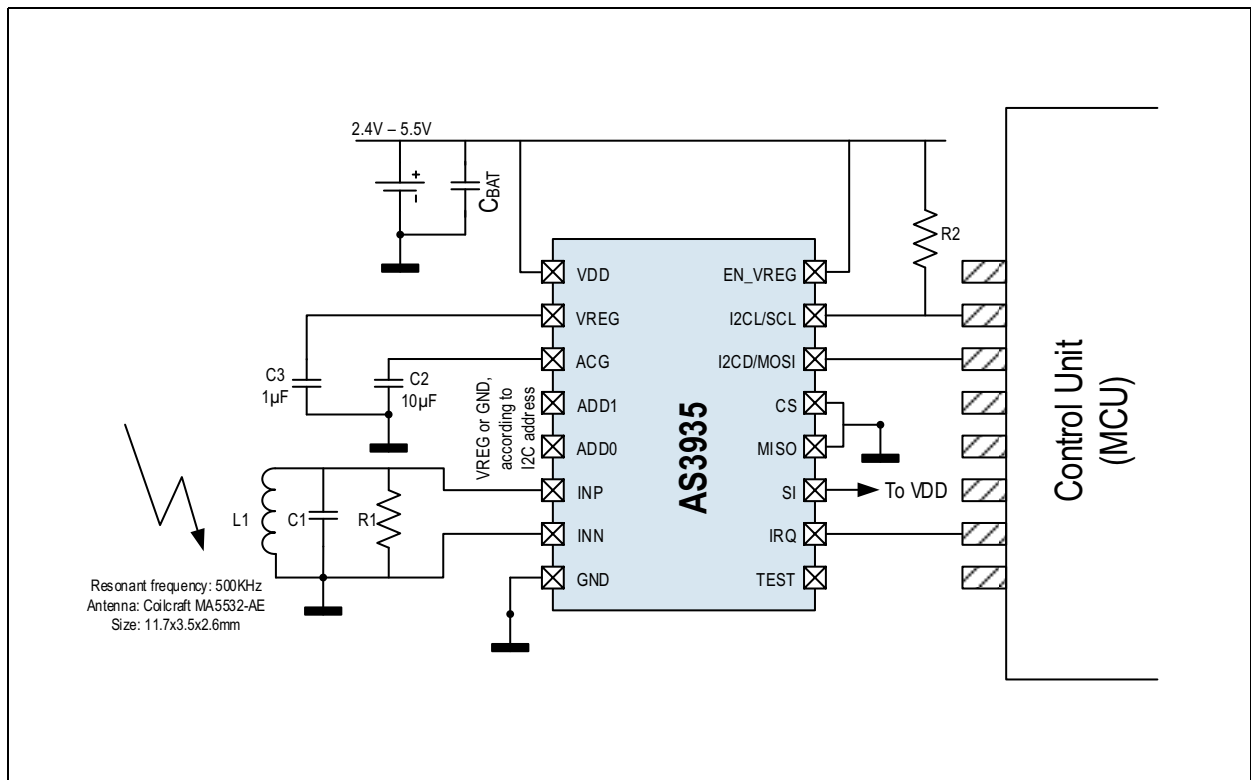 2.4V – 5.5V
+
–
CBAT
R2
VDD
VREG
ACG
ADD1
ADD0
INP
INN
GND
AS3935
EN_VREG
I2CL/SCL
I2CD/MOSI
CS
MISO
SI
IRQ
TEST
To VDD
Control Unit
(MCU)
C3
1µF
C2
10µF
VREG or GND,
according to
I2C address
L1
C1
R1
Resonant frequency: 500KHz
Antenna: Coilcraft MA5532-AE
Size: 11.7x3.5x2.6mm